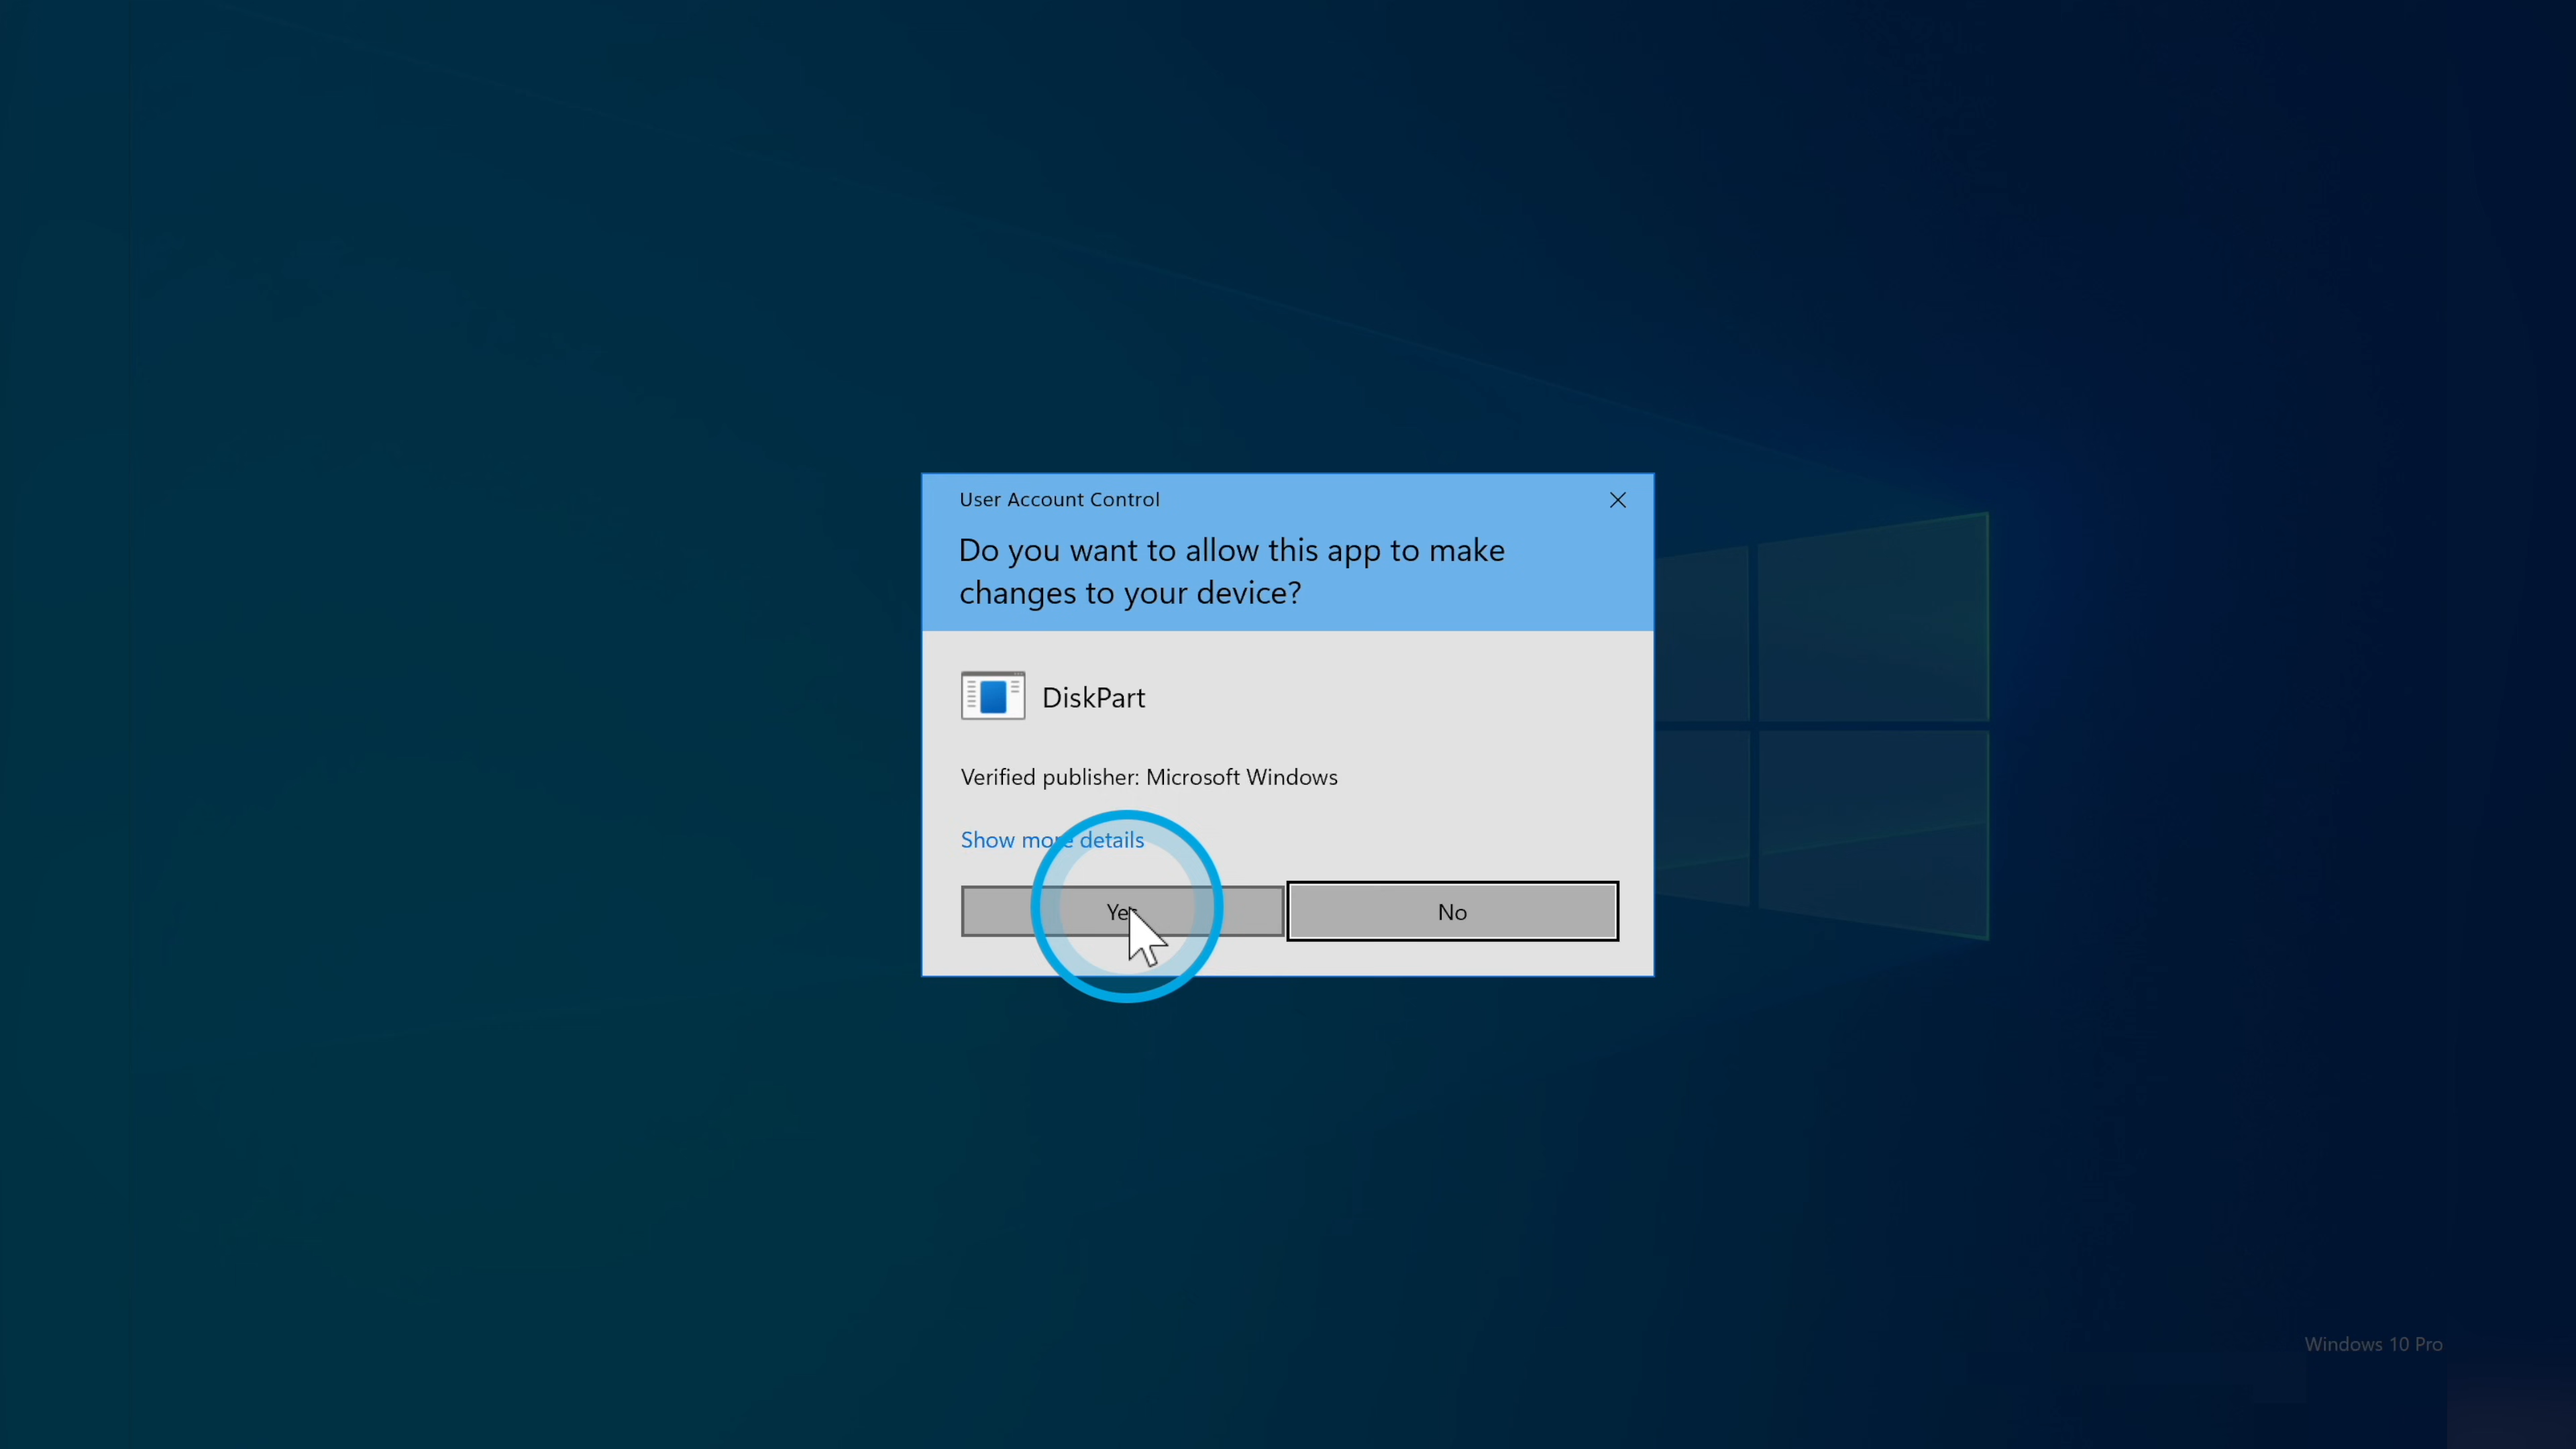 User Account Control
Do you want to allow this app to make
changes to your device?
DiskPart
Verified publisher: Microsoft Windows
Show more details
Yes
No
Windows 10 Pro